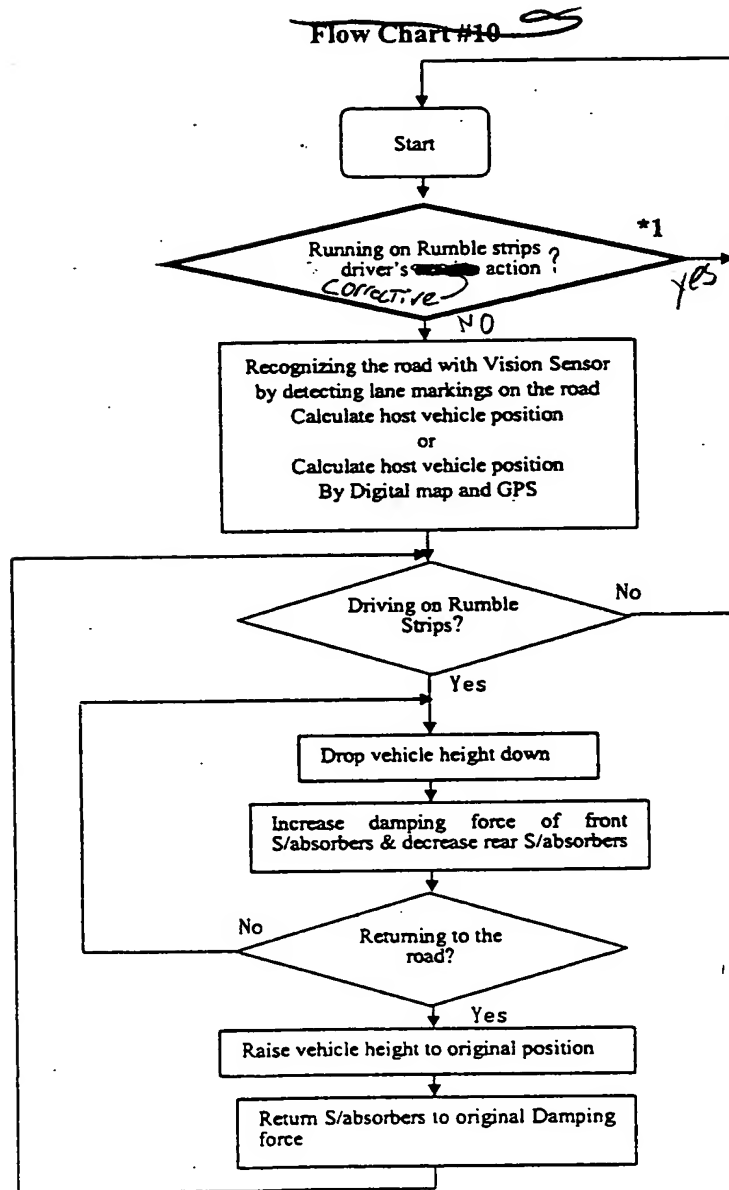 Flow Chart #10
Start
*1
Running on Rumble strips
driver's action ?
corrective
yes
NO
Recognizing the road with Vision Sensor
by detecting lane markings on the road
Calculate host vehicle position
or
Calculate host vehicle position
By Digital map and GPS
Driving on Rumble
Strips?
No
Yes
Drop vehicle height down
Increase damping force of front
S/absorbers & decrease rear S/absorbers
No
Returning to the
road?
Yes
Raise vehicle height to original position
Return S/absorbers to original Damping
force